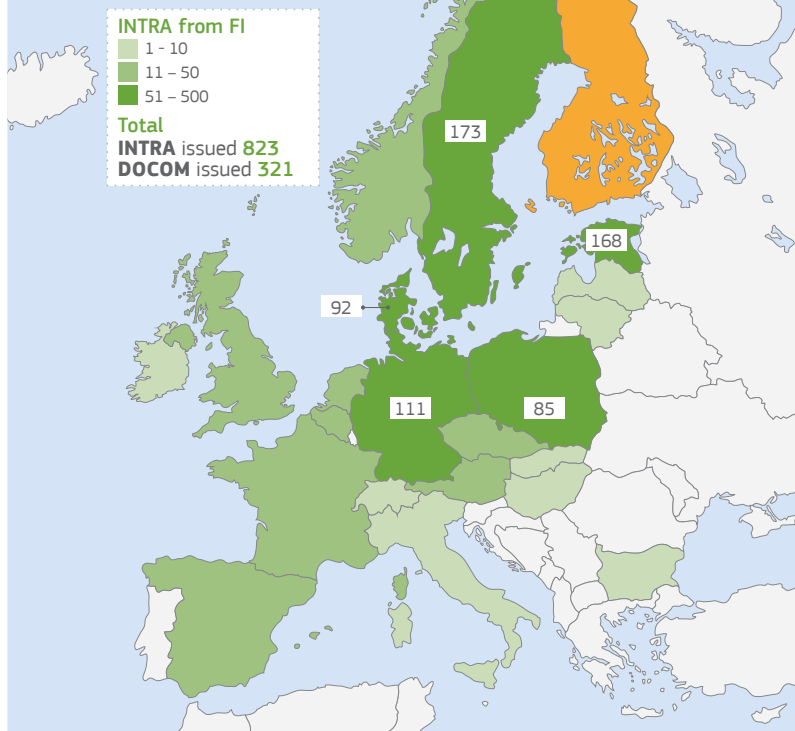 INTRA from FI
1 - 10
11 – 50
51 – 500
Total
INTRA issued 823
DOCOM issued 321
173
168
92
111
85